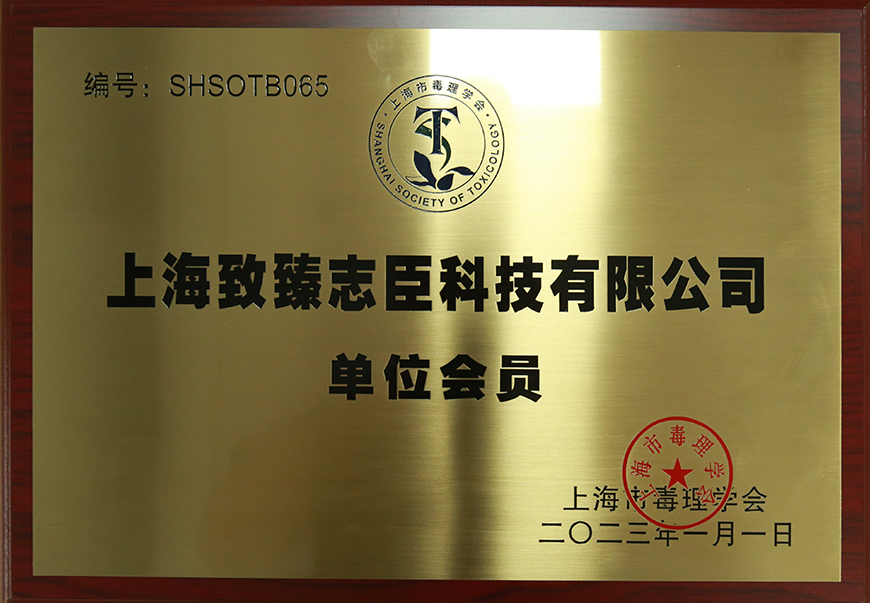 编号：SHSOTB065
·上海市毒理学会·
SHANGHAI SOCIETY OF TOXICOLOGY
上海致臻志臣科技有限公司
单位会员
上海市毒理学会
上海市毒理学会
二〇二三年一月一日